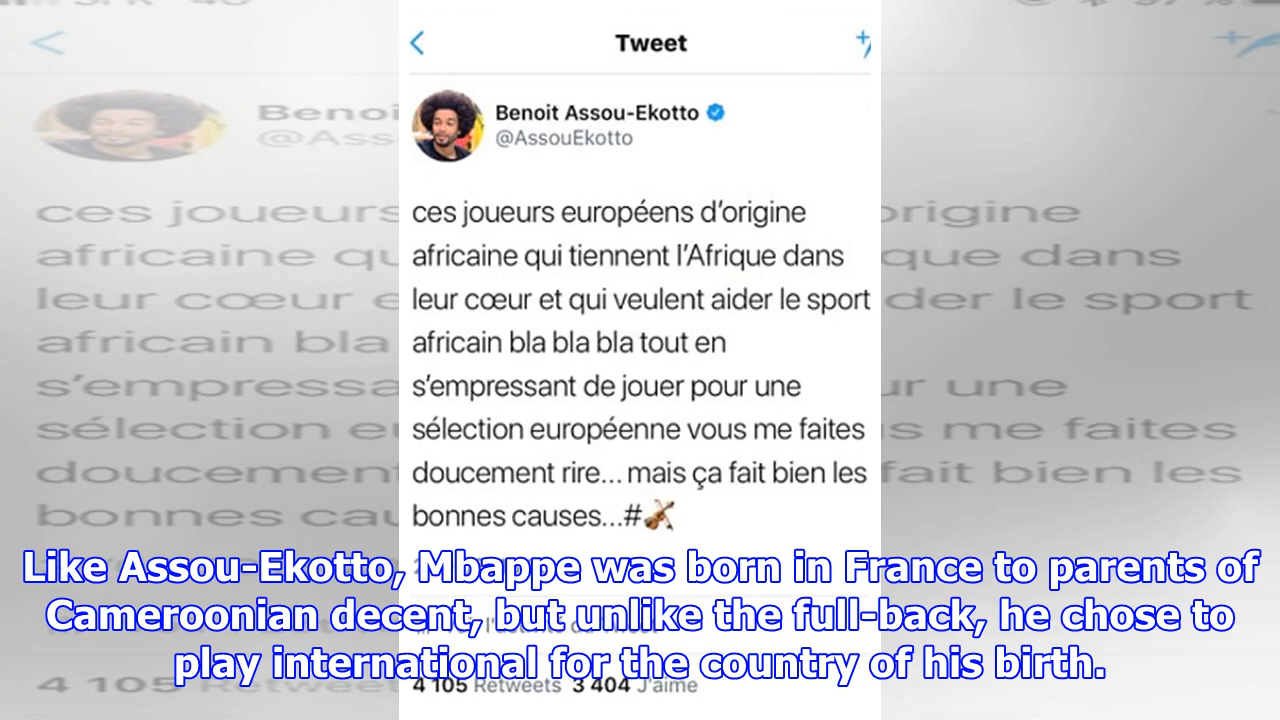 Tweet
Benoit Assou-Ekotto
@AssouEkotto
ces joueurs européens d’origine
africaine qui tiennent l’Afrique dans
leur cœur et qui veulent aider le sport
africain bla bla bla tout en
s’empressant de jouer pour une
sélection européenne vous me faites
doucement rire... mais ça fait bien les
bonnes causes...#🎻
Like Assou-Ekotto, Mbappe was born in France to parents of
Cameroonian decent, but unlike the full-back, he chose to
play international for the country of his birth.
4 105 Retweets 3 404 J'aime